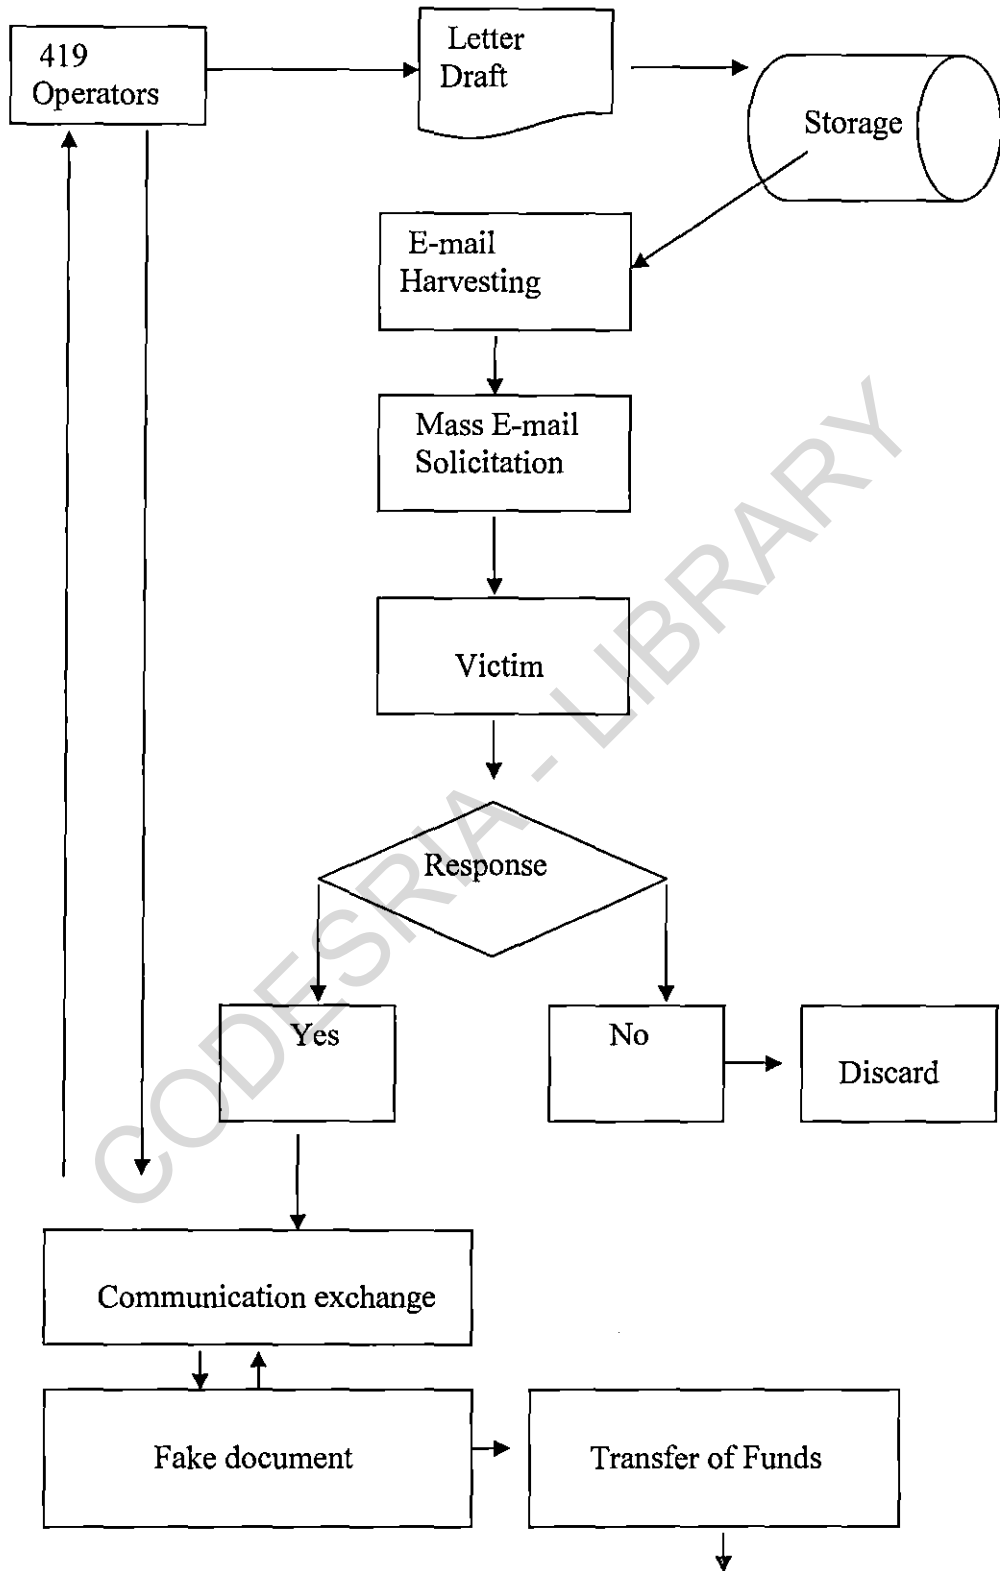 419
Operators
Letter
Draft
Storage
E-mail
Harvesting
Mass E-mail
Solicitation
Victim
Response
Yes
No
Discard
Communication exchange
Fake document
Transfer of Funds
CODESRIA - LIBRARY